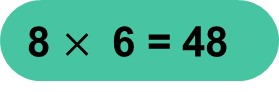 8 × 6 = 48